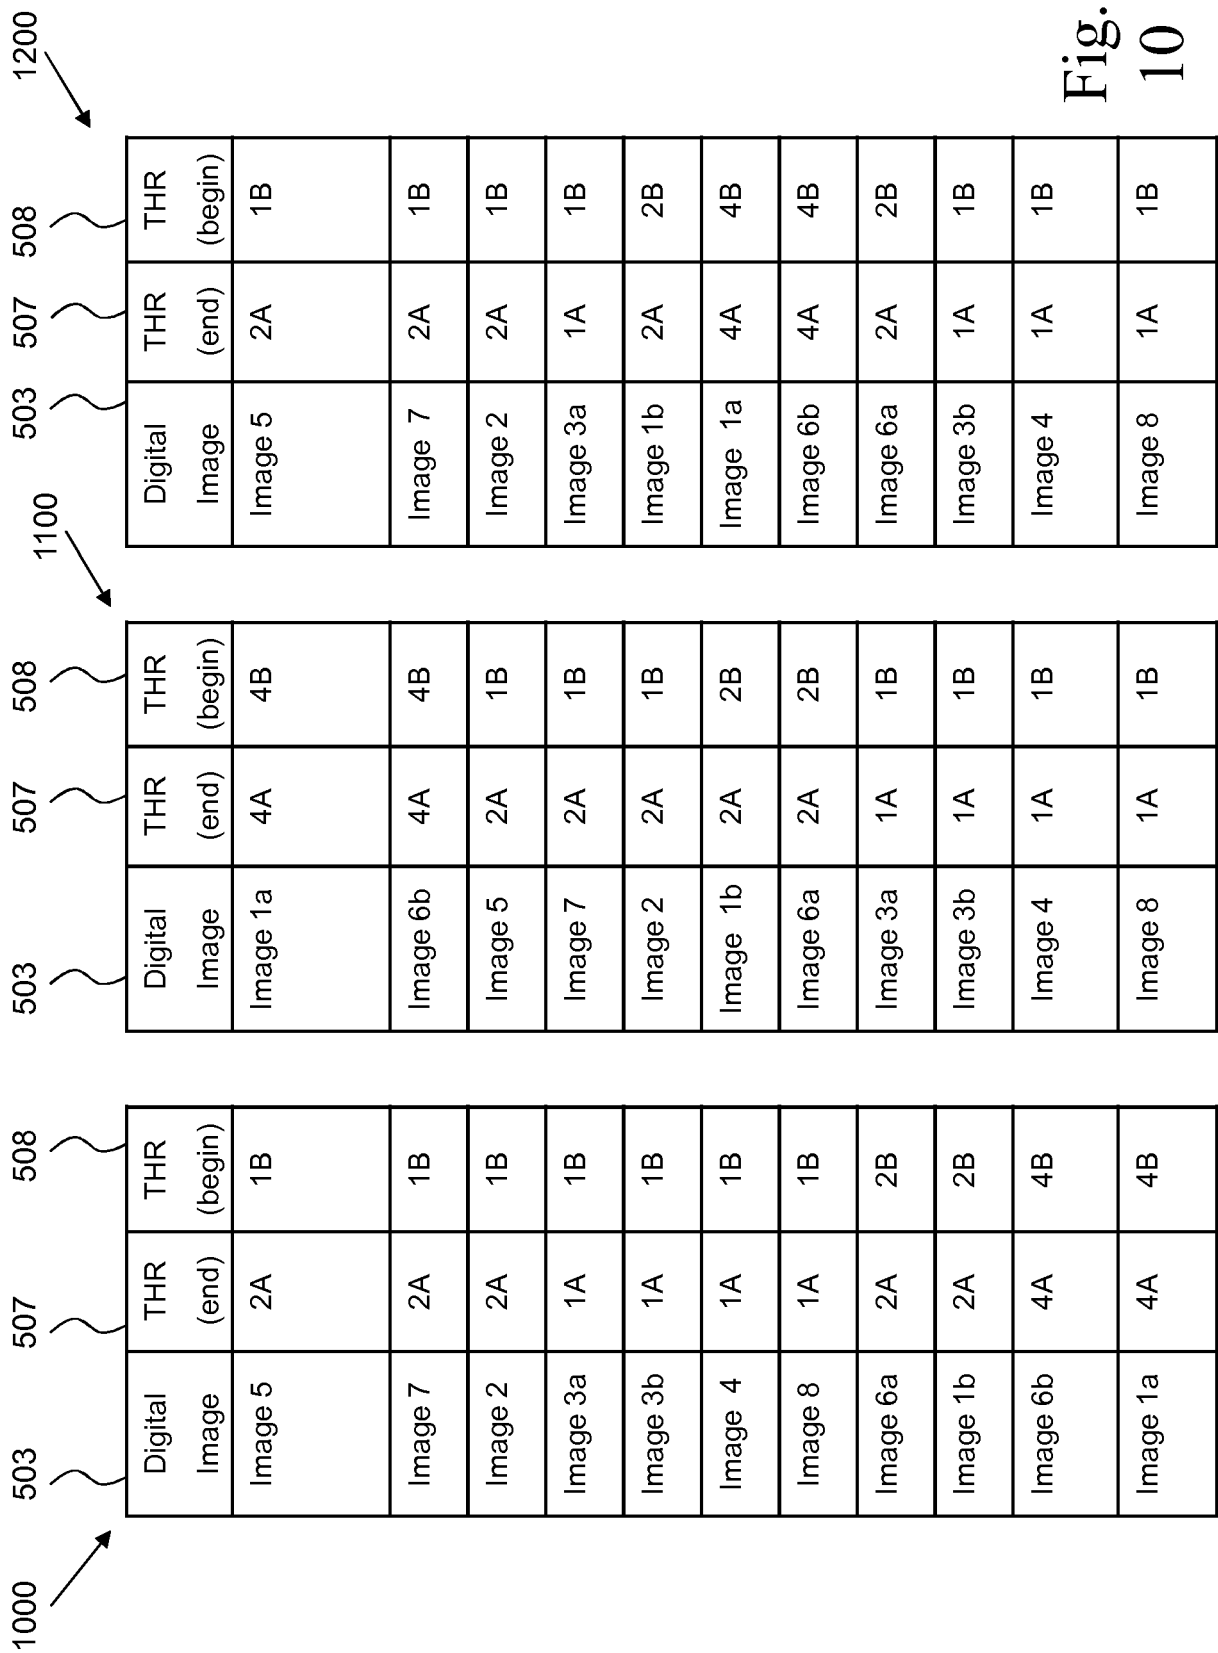 1000
503
507
508
Digital Image THR (end) THR (begin)
Image 5 2A 1B
Image 7 2A 1B
Image 2 2A 1B
Image 3a 1A 1B
Image 3b 1A 1B
Image 4 1A 1B
Image 8 1A 1B
Image 6a 2A 2B
Image 1b 2A 2B
Image 6b 4A 4B
Image 1a 4A 4B
503
507
508
1100
Digital Image THR (end) THR (begin)
Image 1a 4A 4B
Image 6b 4A 4B
Image 5 2A 1B
Image 7 2A 1B
Image 2 2A 1B
Image 1b 2A 2B
Image 6a 2A 2B
Image 3a 1A 1B
Image 3b 1A 1B
Image 4 1A 1B
Image 8 1A 1B
503
507
508
1200
Digital Image THR (end) THR (begin)
Image 5 2A 1B
Image 7 2A 1B
Image 2 2A 1B
Image 3a 1A 1B
Image 1b 2A 2B
Image 1a 4A 4B
Image 6b 4A 4B
Image 6a 2A 2B
Image 3b 1A 1B
Image 4 1A 1B
Image 8 1A 1B
Fig.
10